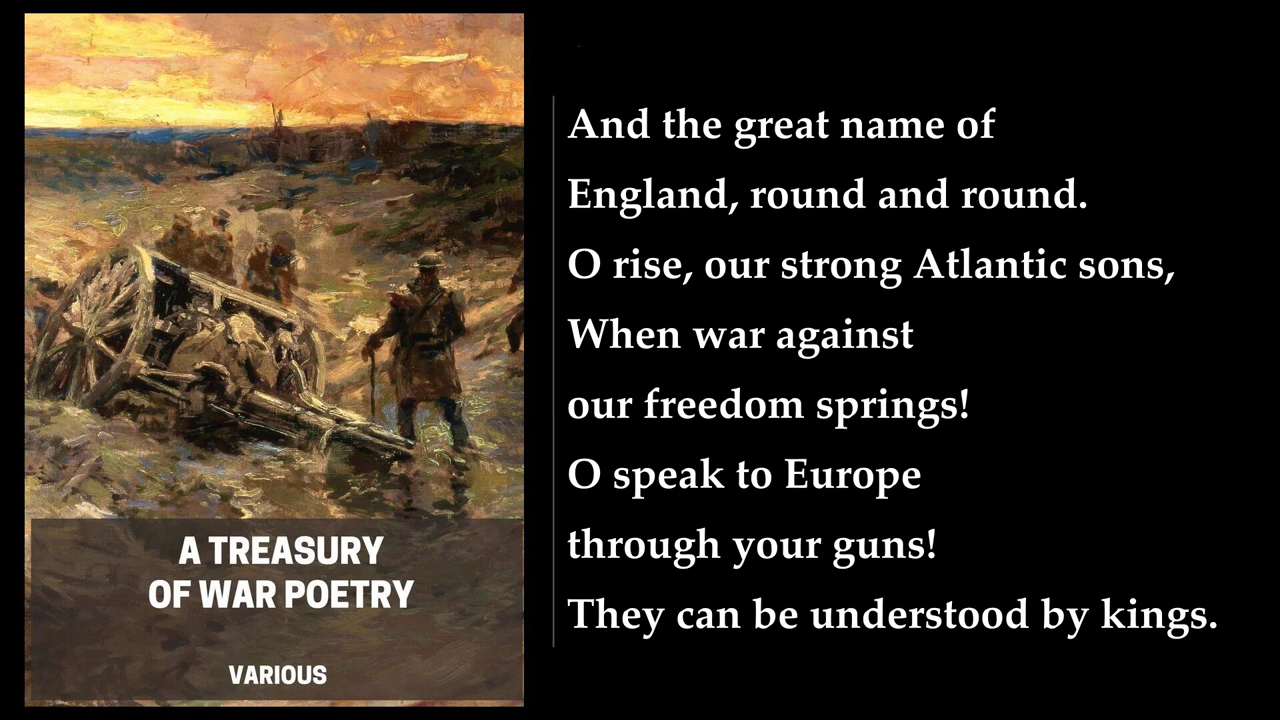 A TREASURY
OF WAR POETRY
VARIOUS
And the great name of
England, round and round.
O rise, our strong Atlantic sons,
When war against
our freedom springs!
O speak to Europe
through your guns!
They can be understood by kings.